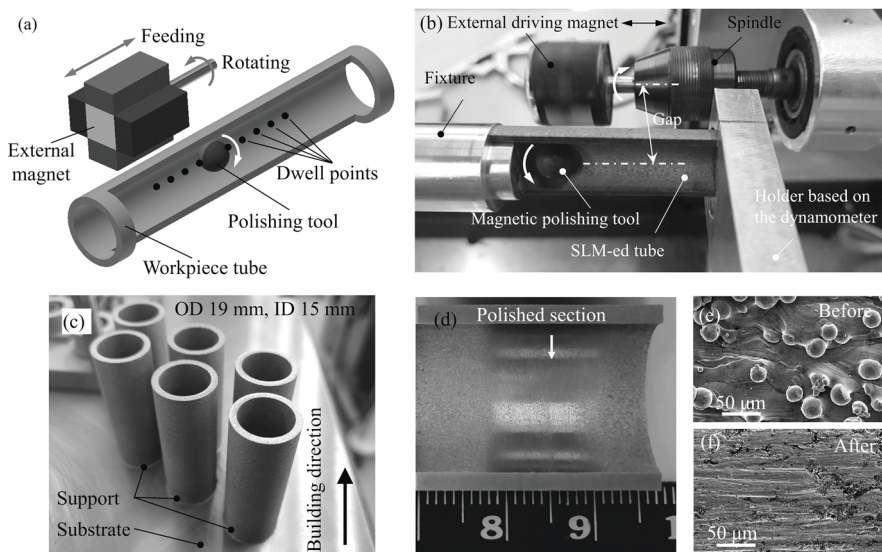 (a)
Feeding
Rotating
External
magnet
Dwell points
Polishing tool
Workpiece tube
(b)
External driving magnet
Spindle
Fixture
Gap
Magnetic polishing tool
SLM-ed tube
Holder based on
the dynamometer
(c)
OD 19 mm, ID 15 mm
Support
Substrate
Building direction
(d)
Polished section
8 9 1
(e)
Before
50 μm
(f)
After
50 μm